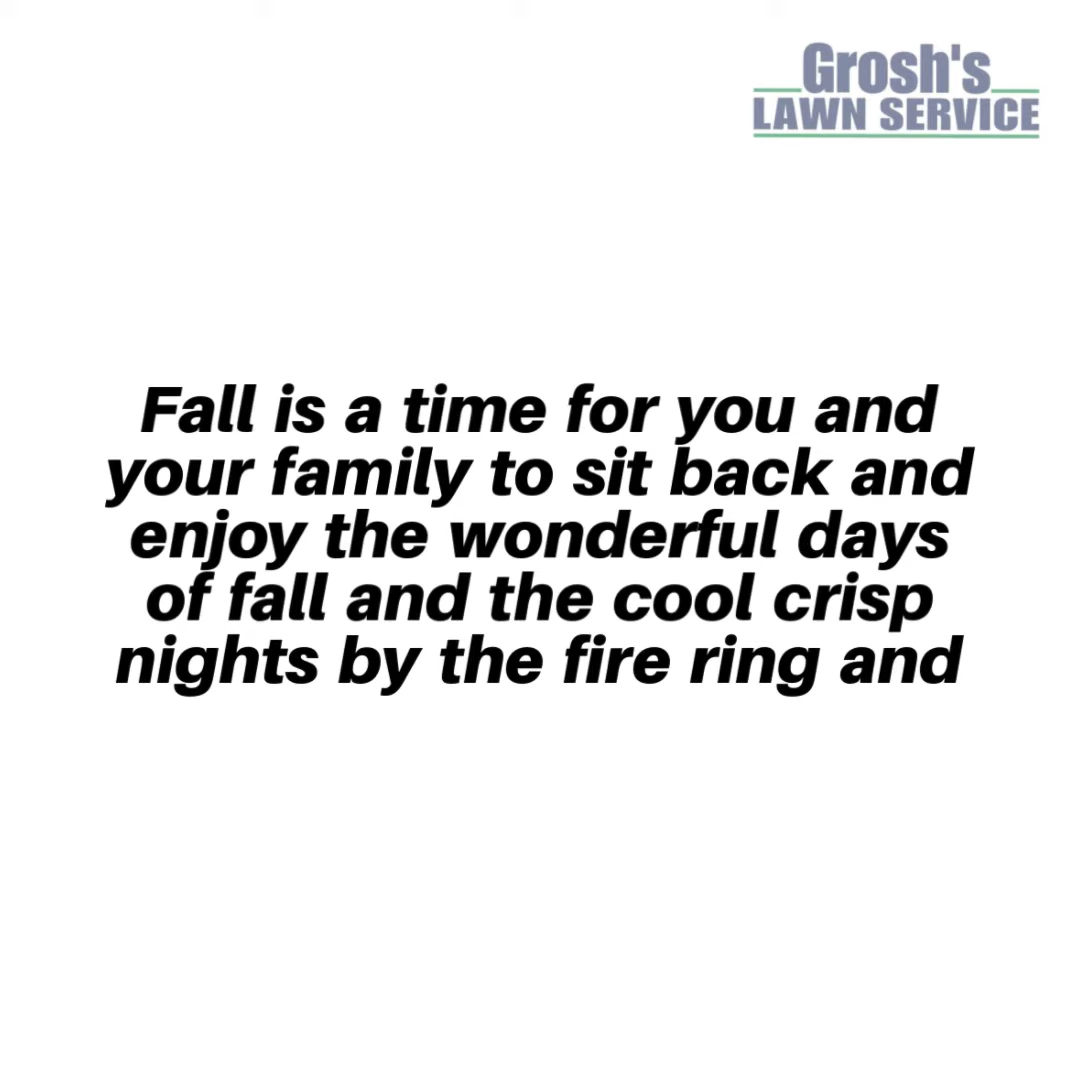 Grosh's
LAWN SERVICE
Fall is a time for you and
your family to sit back and
enjoy the wonderful days
of fall and the cool crisp
nights by the fire ring and